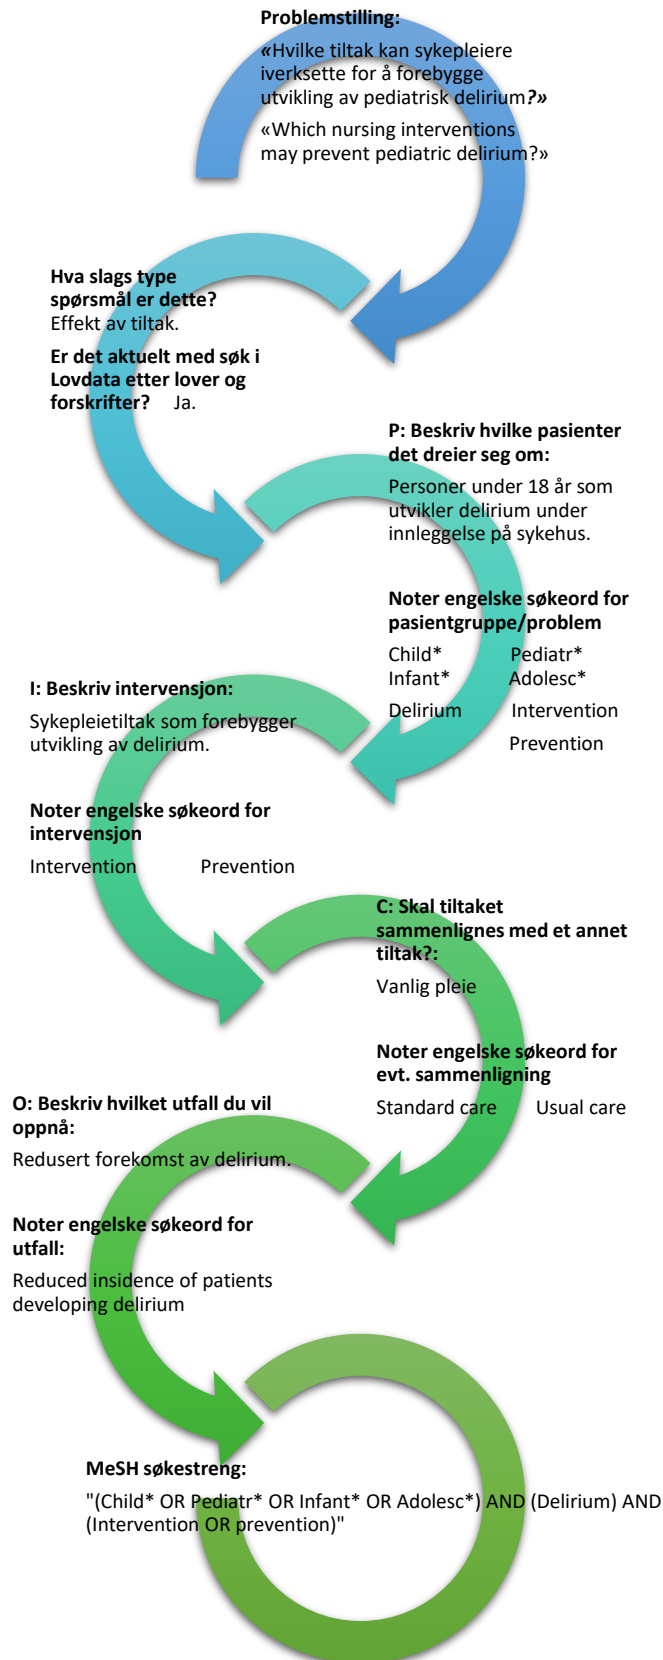 Problemstilling:
«Hvilke tiltak kan sykepleiere
iverksette for å forebygge
utvikling av pediatrisk delirium?»
«Which nursing interventions
may prevent pediatric delirium?»
Hva slags type
spørsmål er dette?
Effekt av tiltak.
Er det aktuelt med søk i
Lovdata etter lover og
forskrifter? Ja.
P: Beskriv hvilke pasienter
det dreier seg om:
Personer under 18 år som
utvikler delirium under
innleggelse på sykehus.
Noter engelske søkeord for
pasientgruppe/problem
Child* Pediatr*
Infant* Adolesc*
Delirium Intervention
Prevention
I: Beskriv intervensjon:
Sykepleietiltak som forebygger
utvikling av delirium.
Noter engelske søkeord for
intervensjon
Intervention Prevention
C: Skal tiltaket
sammenlignes med et annet
tiltak?:
Vanlig pleie
Noter engelske søkeord for
evt. sammenligning
Standard care Usual care
O: Beskriv hvilket utfall du vil
oppnå:
Redusert forekomst av delirium.
Noter engelske søkeord for
utfall:
Reduced insidence of patients
developing delirium
MeSH søkestreng:
"(Child* OR Pediatr* OR Infant* OR Adolesc*) AND (Delirium) AND
(Intervention OR prevention)"